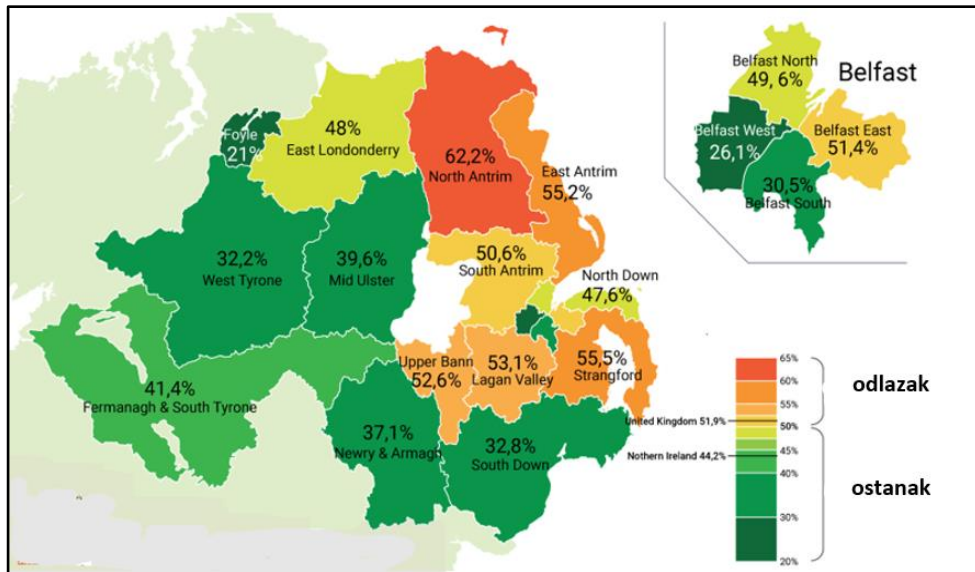 Foyle
21%
48%
East Londonderry
62,2%
North Antrim
East Antrim
55,2%
32,2%
West Tyrone
39,6%
Mid Ulster
50,6%
South Antrim
North Down
47,6%
41,4%
Fermanagh & South Tyrone
Upper Bann
52,6%
53,1%
Lagan Valley
55,5%
Strangford
37,1%
Newry & Armagh
32,8%
South Down
Belfast
Belfast North
49, 6%
Belfast West
26,1%
Belfast East
51,4%
30,5%
Belfast South
65%
60%
55%
United Kingdom 51,9%
50%
45%
Nothern Ireland 44,2%
40%
30%
20%
odlazak
ostanak